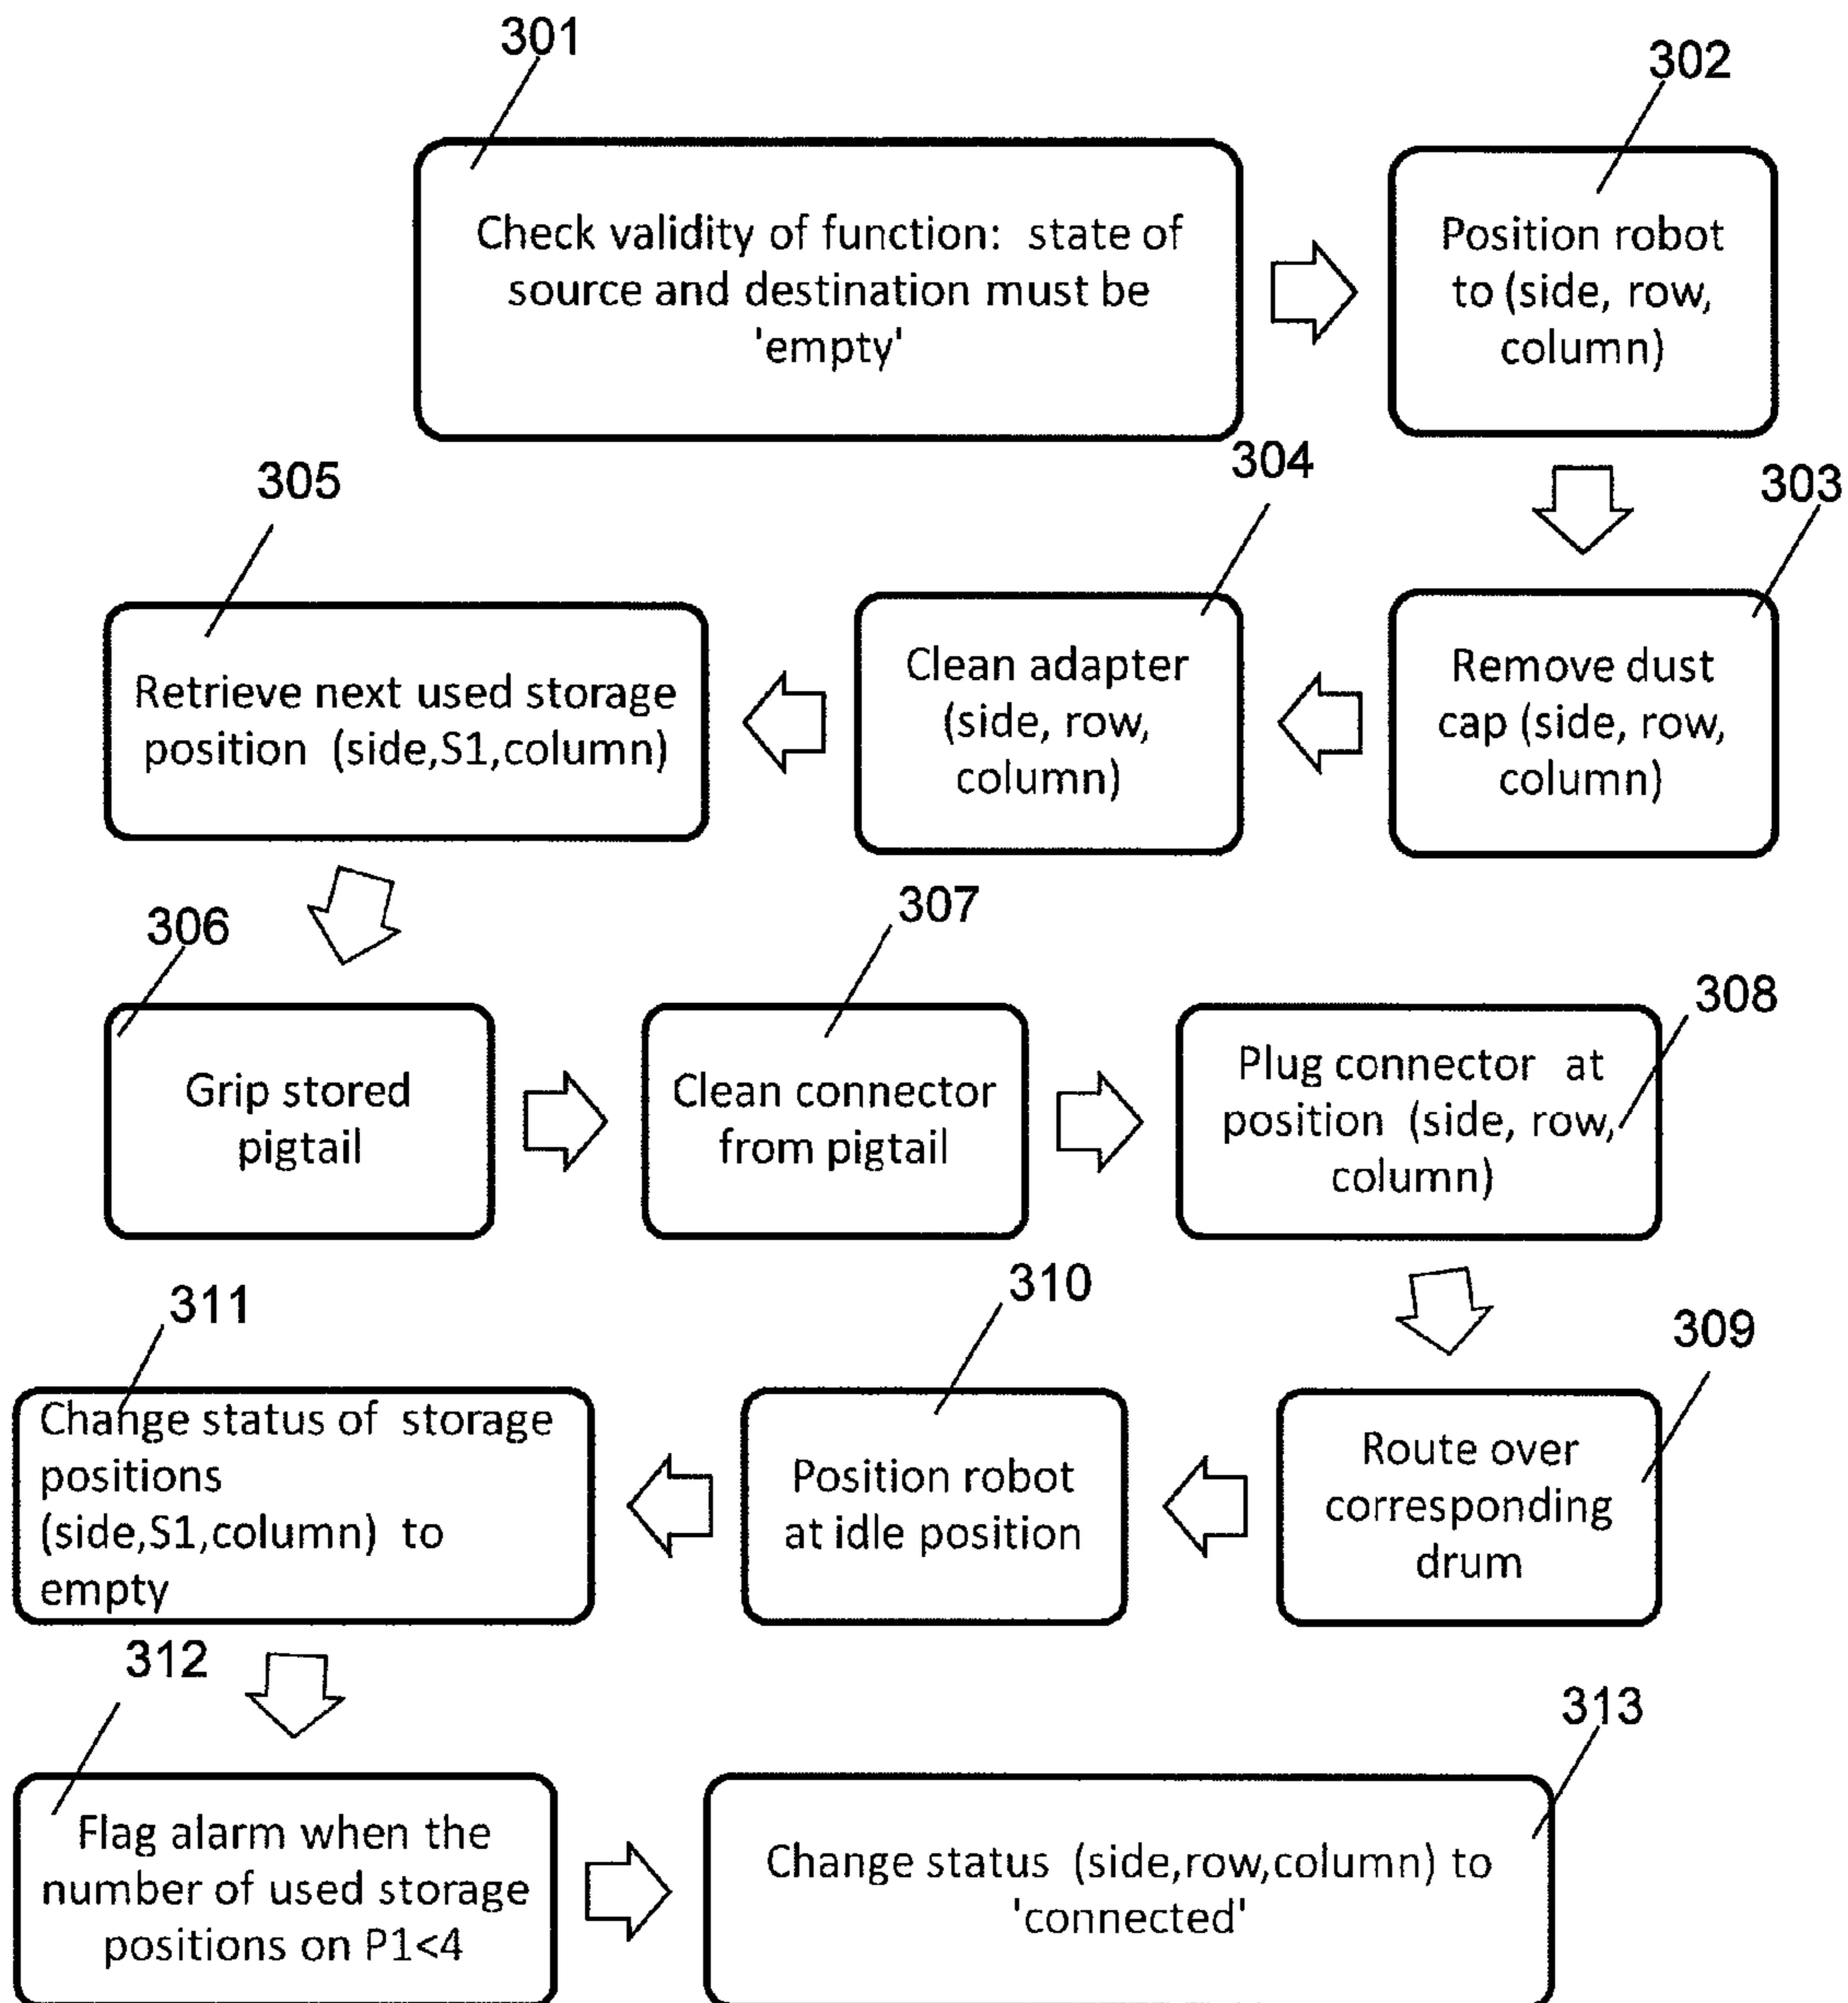 301
Check validity of function: state of
source and destination must be
'empty'
302
Position robot
to (side, row,
column)
303
Remove dust
cap (side, row,
column)
304
Clean adapter
(side, row,
column)
305
Retrieve next used storage
position (side,S1,column)
306
Grip stored
pigtail
307
Clean connector
from pigtail
308
Plug connector at
position (side, row,
column)
309
Route over
corresponding
drum
310
Position robot
at idle position
311
Change status of storage
positions
(side,S1,column) to
empty
312
Flag alarm when the
number of used storage
positions on P1<4
313
Change status (side,row,column) to
'connected'